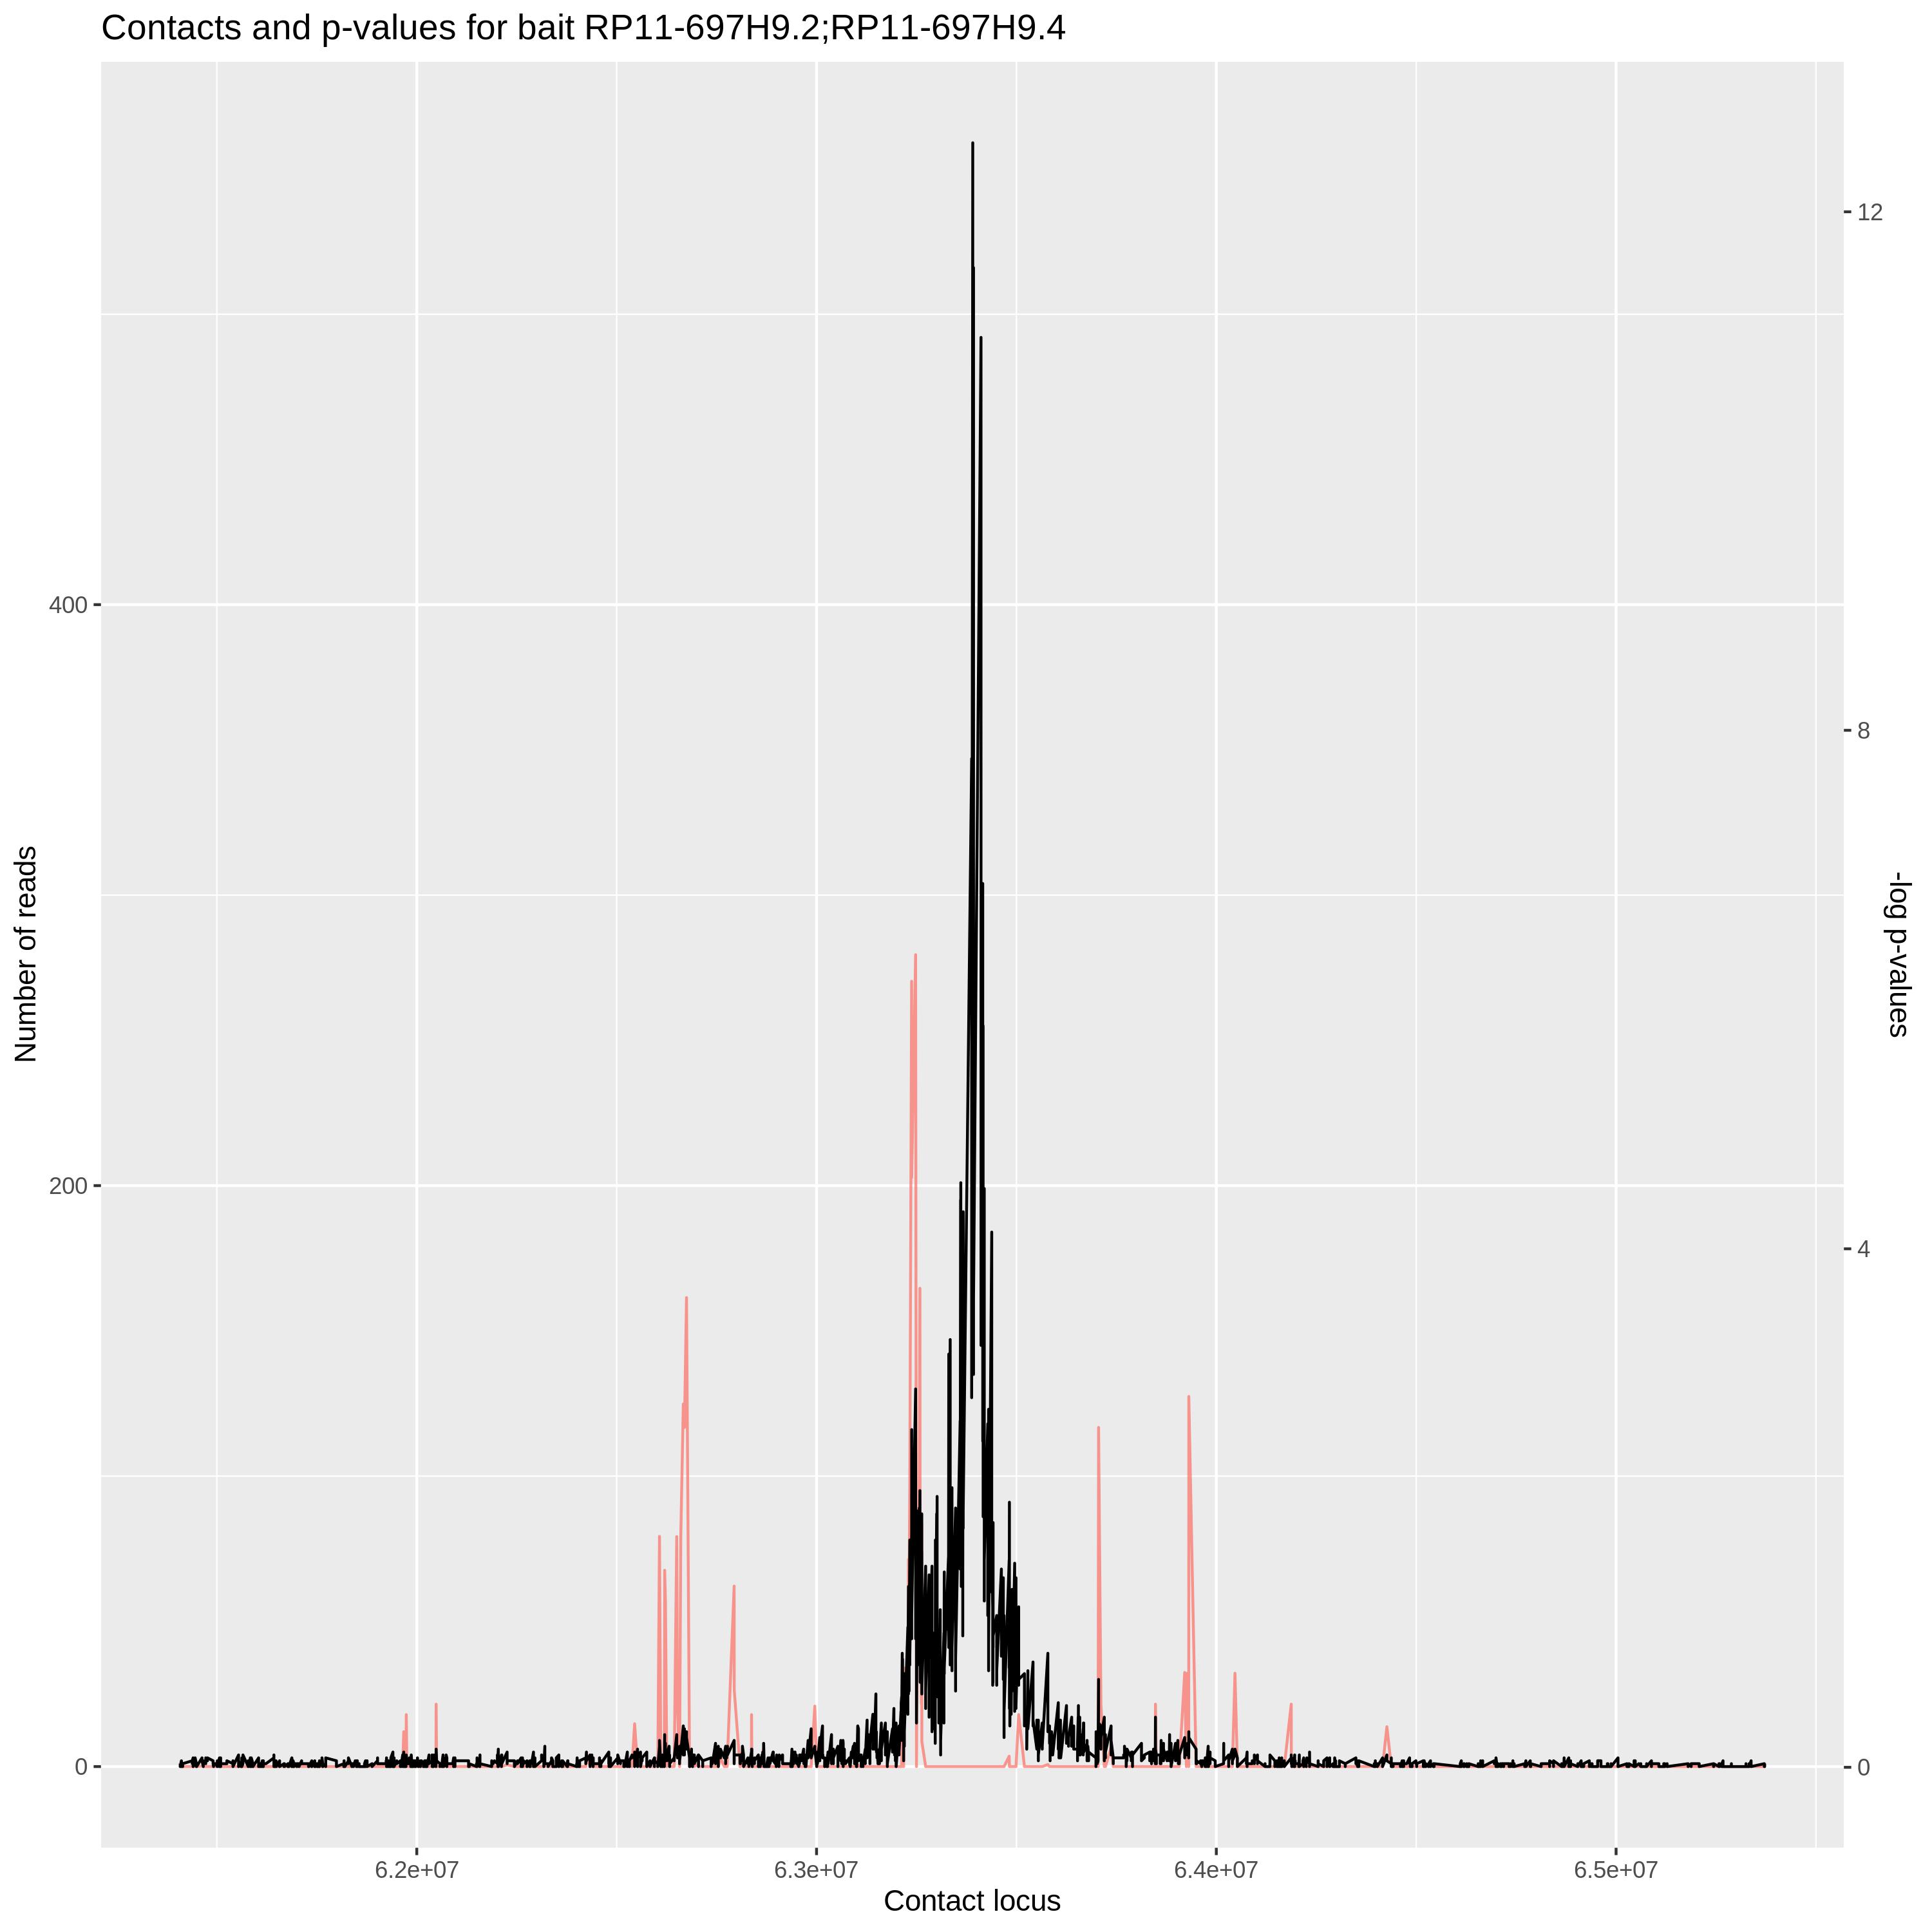 Contacts and p-values for bait RP11-697H9.2;RP11-697H9.4
12
400
8
Number of reads
-log p-values
200
4
0
0
6.2e+07
6.3e+07
6.4e+07
6.5e+07
Contact locus